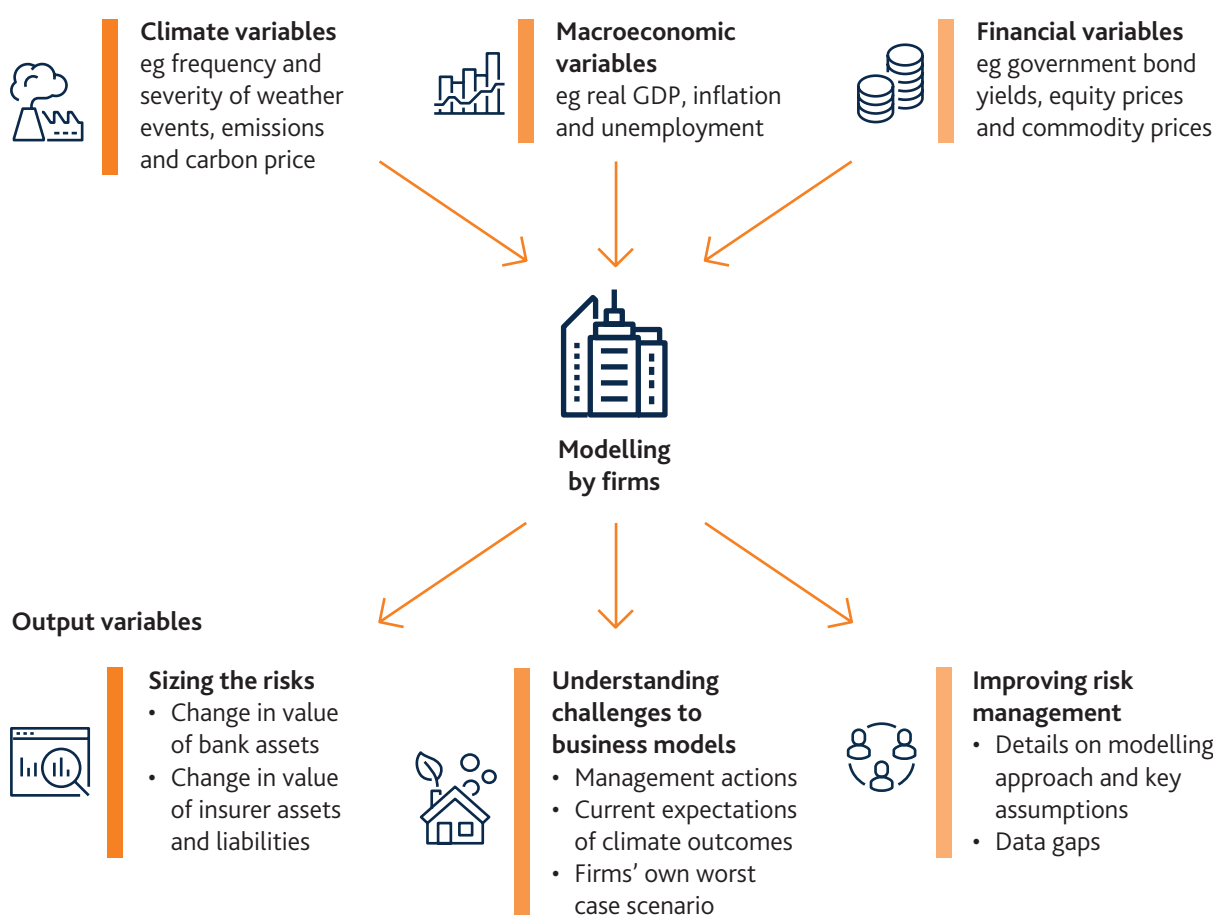 Climate variables
eg frequency and
severity of weather
events, emissions
and carbon price
Macroeconomic
variables
eg real GDP, inflation
and unemployment
Financial variables
eg government bond
yields, equity prices
and commodity prices
Modelling
by firms
Output variables
Sizing the risks
• Change in value
of bank assets
• Change in value
of insurer assets
and liabilities
Understanding
challenges to
business models
• Management actions
• Current expectations
of climate outcomes
• Firms' own worst
case scenario
Improving risk
management
• Details on modelling
approach and key
assumptions
• Data gaps